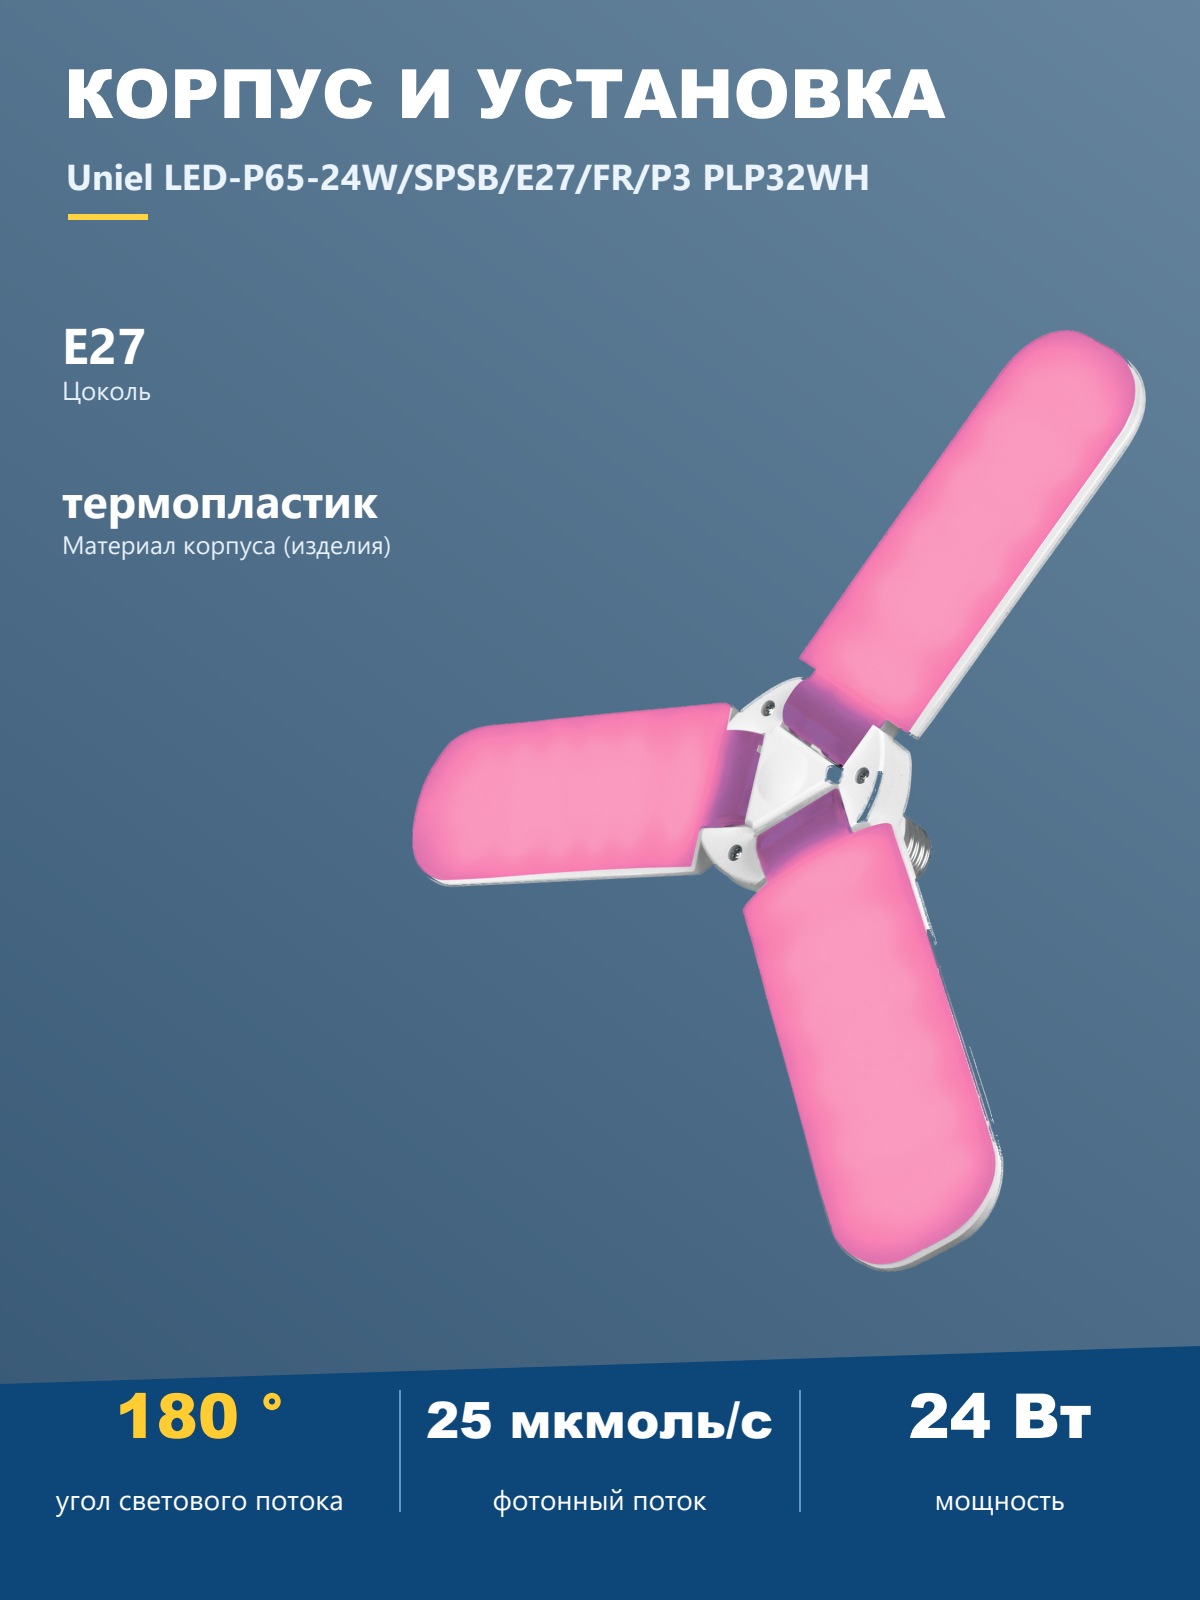 КОРПУС И УСТАНОВКА
Uniel LED-P65-24W/SPSB/E27/FR/P3 PLP32WH
E27
Цоколь
термопластик
Материал корпуса (изделия)
180 °
угол светового потока
25 мкмоль/с
фотонный поток
24 Вт
мощность